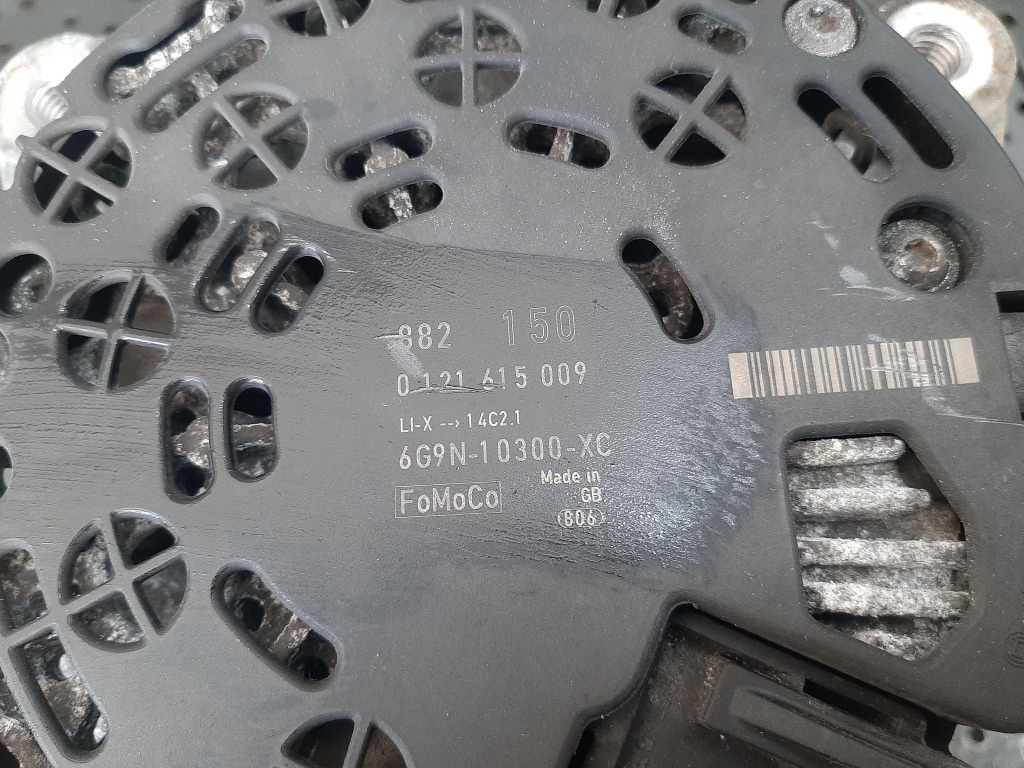 882 150
0 121 615 009
LI-X --> 14C2.1
6G9N-10300-XC
FoMoCo Made in
GB
(806)